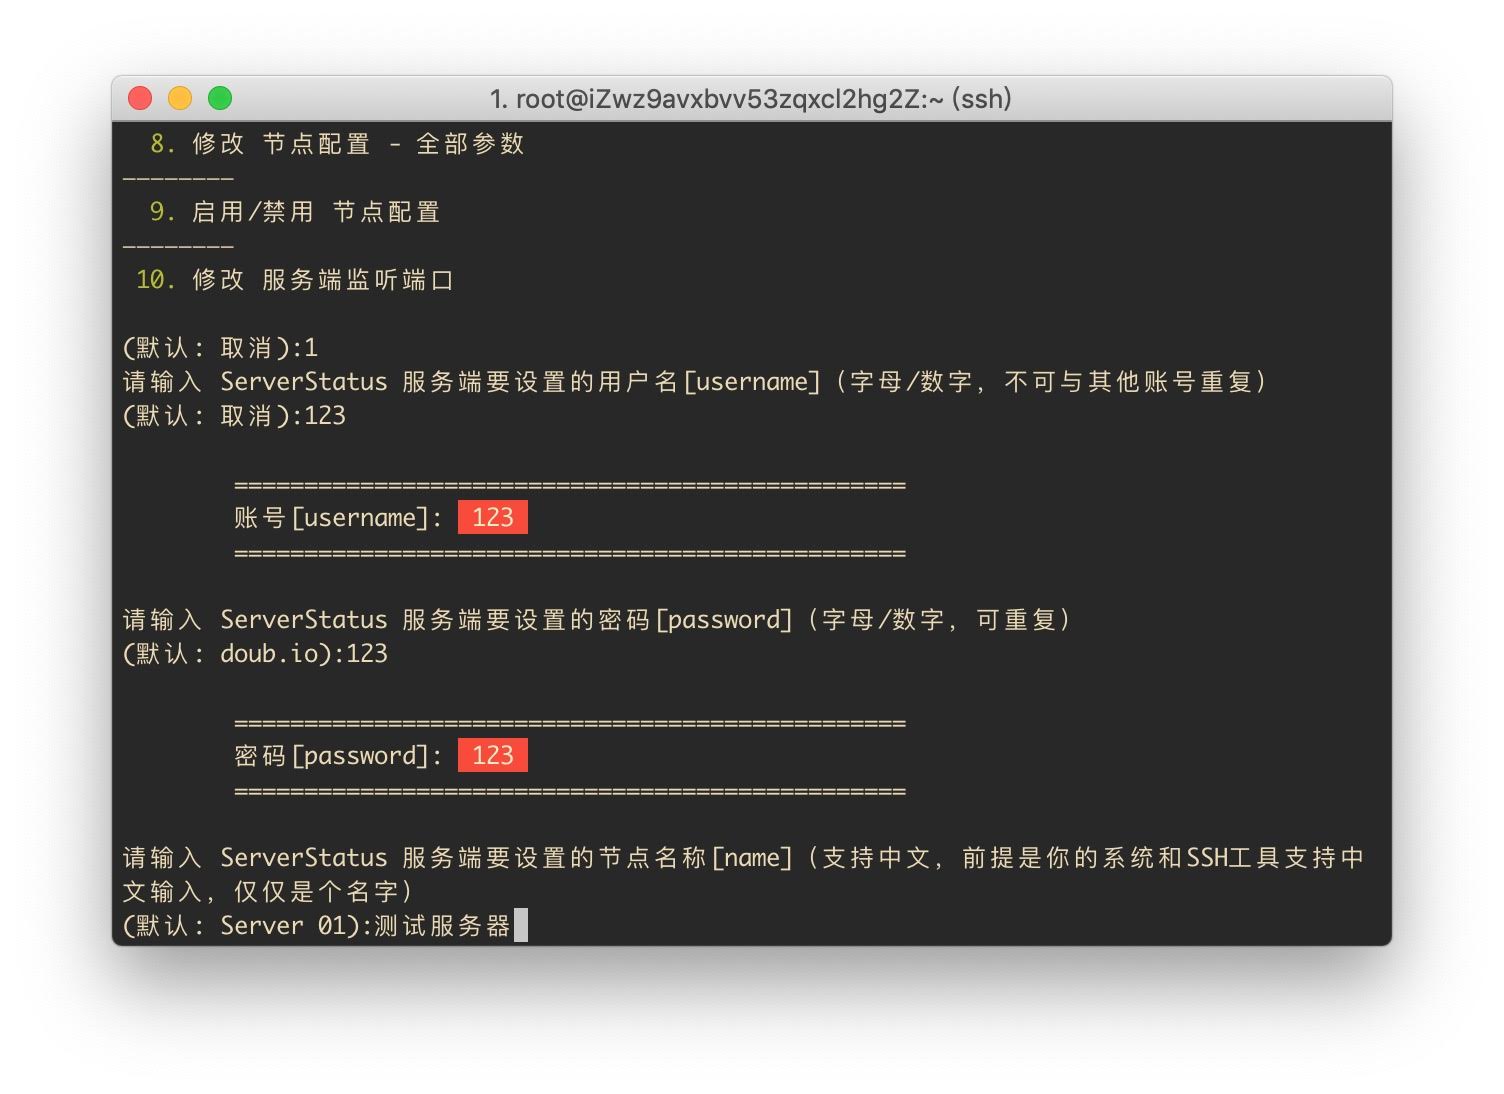 1. root@iZwz9avxbvv53zqxcl2hg2Z:~ (ssh)
8. 修改 节点配置 - 全部参数
————————
9. 启用/禁用 节点配置
————————
10. 修改 服务端监听端口
(默认: 取消):1
请输入 ServerStatus 服务端要设置的用户名[username]（字母/数字, 不可与其他账号重复）
(默认: 取消):123
================================================
账号[username]: 123
================================================
请输入 ServerStatus 服务端要设置的密码[password]（字母/数字, 可重复）
(默认: doub.io):123
================================================
密码[password]: 123
================================================
请输入 ServerStatus 服务端要设置的节点名称[name]（支持中文, 前提是你的系统和SSH工具支持中
文输入, 仅仅是个名字）
(默认: Server 01):测试服务器